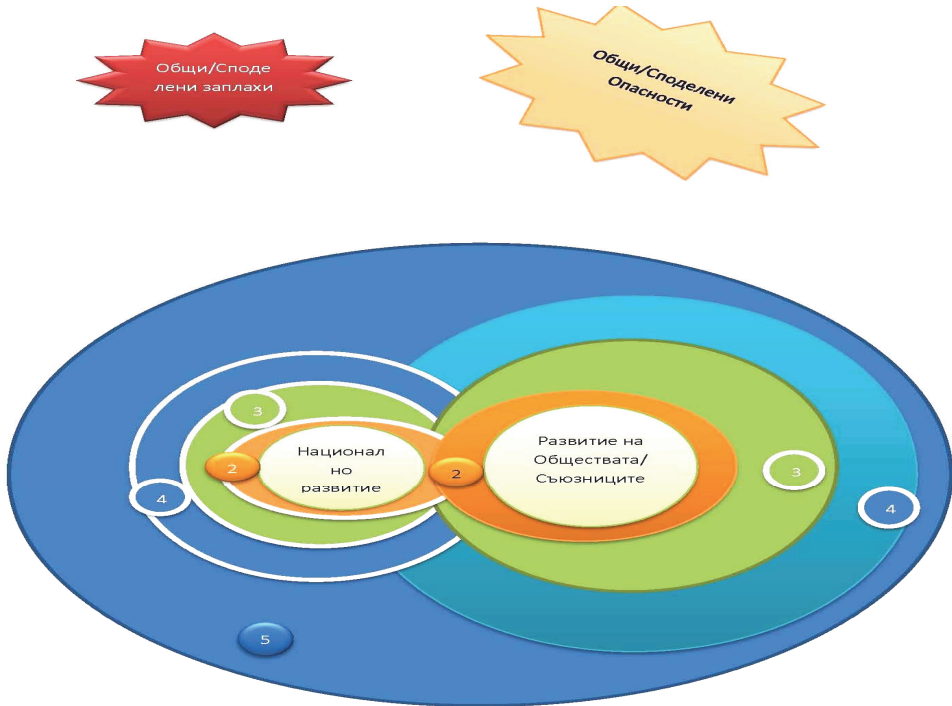 Общи/Споде
лени заплахи
Общи/Споделени
Опасности
3
2
4
Национал
но
развитие
2
Развитие на
Обществата/
Съюзниците
3
4
5